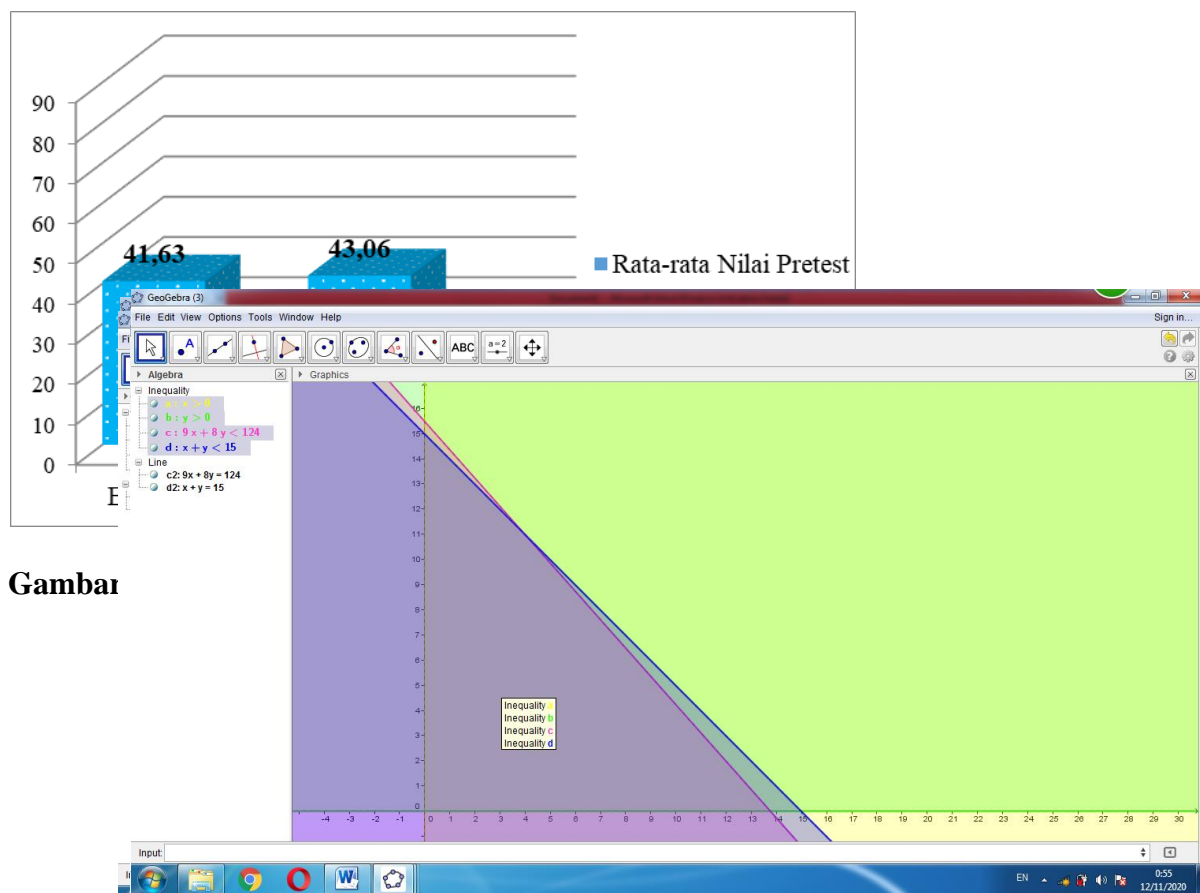 90
80
70
60
50
40
30
20
10
0
41,63
43,06
Rata-rata Nilai Pretest
E
Gambar
GeoGebra (3)
File Edit View Options Tools Window Help
Sign in...
ABC
a=2
Algebra
Graphics
Inequality
b : y > 0
c : 9 x + 8 y < 124
d : x + y < 15
Line
c2: 9x + 8y = 124
d2: x + y = 15
16
15
14
13
12
11
10
9
8
7
6
5
4
3
2
1
0
Inequality a
Inequality b
Inequality c
Inequality d
-4 -3 -2 -1 0 1 2 3 4 5 6 7 8 9 10 11 12 13 14 15 16 17 18 19 20 21 22 23 24 25 26 27 28 29 30
Input:
EN
0:55
12/11/2020